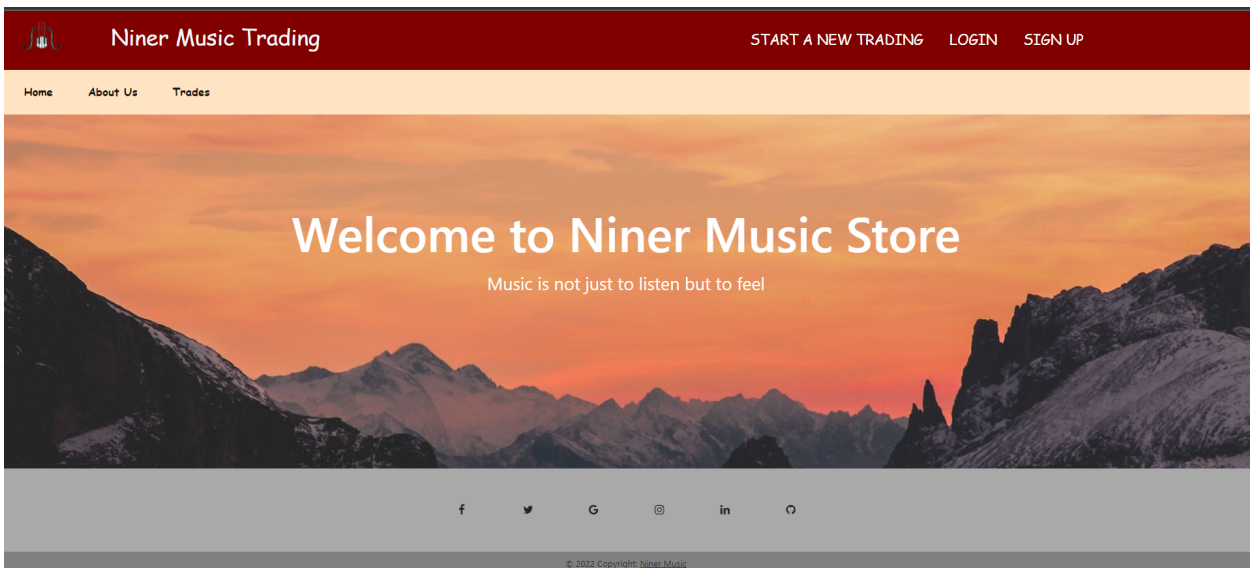 Niner Music Trading
START A NEW TRADING LOGIN SIGN UP
Home About Us Trades
Welcome to Niner Music Store
Music is not just to listen but to feel
© 2022 Copyright: Niner Music